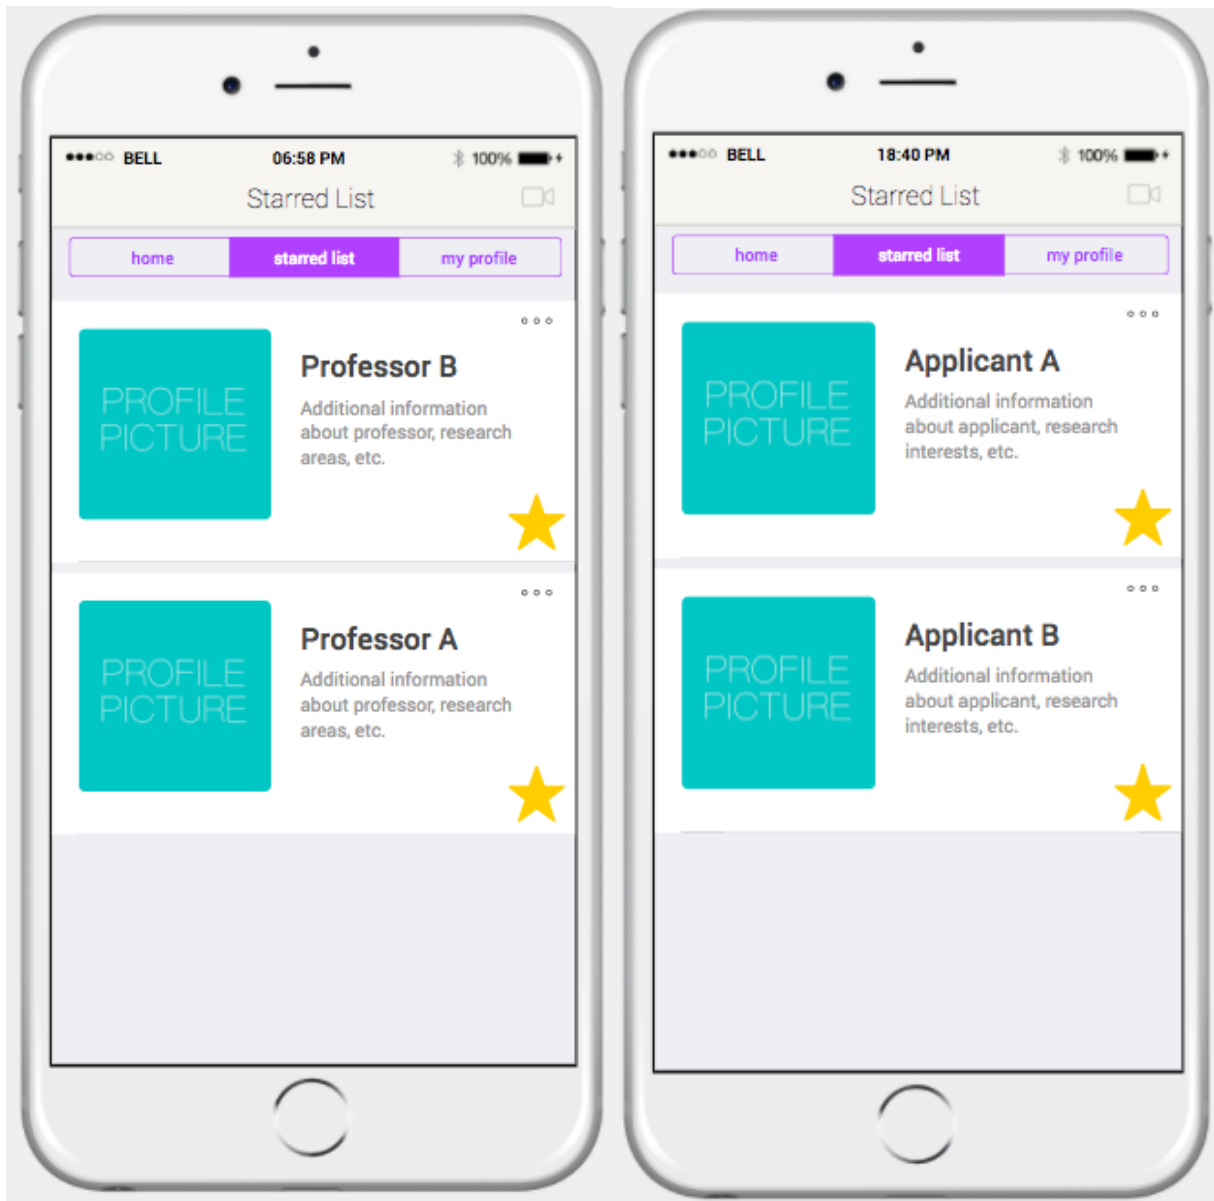 BELL 06:58 PM 100%
Starred List
home starred list my profile
PROFILE
PICTURE
Professor B
Additional information
about professor, research
areas, etc.
PROFILE
PICTURE
Professor A
Additional information
about professor, research
areas, etc.
BELL 18:40 PM 100%
Starred List
home starred list my profile
PROFILE
PICTURE
Applicant A
Additional information
about applicant, research
interests, etc.
PROFILE
PICTURE
Applicant B
Additional information
about applicant, research
interests, etc.